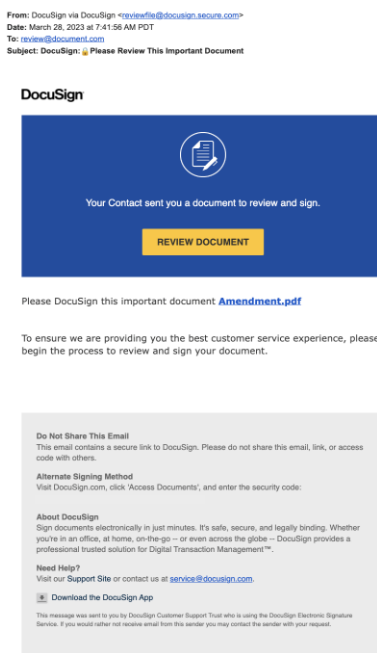 From: DocuSign via DocuSign <reviewfile@docusign.secure.com>
Date: March 28, 2023 at 7:41:56 AM PDT
To: review@document.com
Subject: DocuSign:🔒Please Review This Important Document
DocuSign
Your Contact sent you a document to review and sign.
REVIEW DOCUMENT
Please DocuSign this important document Amendment.pdf
To ensure we are providing you the best customer service experience, please
begin the process to review and sign your document.
Do Not Share This Email
This email contains a secure link to DocuSign. Please do not share this email, link, or access
code with others.
Alternate Signing Method
Visit DocuSign.com, click 'Access Documents', and enter the security code:
About DocuSign
Sign documents electronically in just minutes. It's safe, secure, and legally binding. Whether
you're in an office, at home, on-the-go -- or even across the globe -- DocuSign provides a
professional trusted solution for Digital Transaction Management™.
Need Help?
Visit our Support Site or contact us at service@docusign.com.
Download the DocuSign App
This message was sent to you by DocuSign Customer Support Trust who is using the DocuSign Electronic Signature
Service. If you would rather not receive email from this sender you may contact the sender with your request.